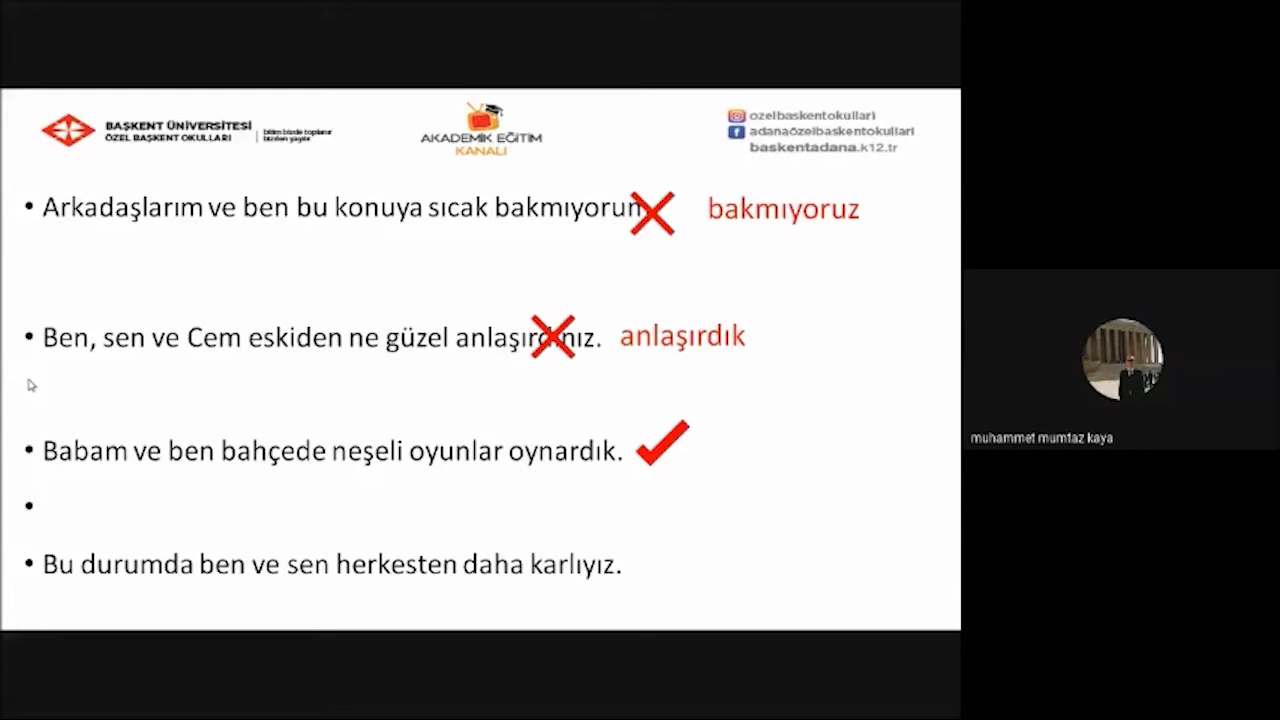 BAŞKENT ÜNİVERSİTESİ
ÖZEL BAŞKENT OKULLARI
bilim bizde toplanır
bizden yayılır
AKADEMİK EĞİTİM
KANALI
ozelbaskentokullari
adanaözelbaskentokullari
baskentadana.k12.tr
• Arkadaşlarım ve ben bu konuya sıcak bakmıyorum bakmıyoruz
• Ben, sen ve Cem eskiden ne güzel anlaşırdınız. anlaşırdık
• Babam ve ben bahçede neşeli oyunlar oynardık.
•
• Bu durumda ben ve sen herkesten daha karlıyız.
muhammet mumtaz kaya